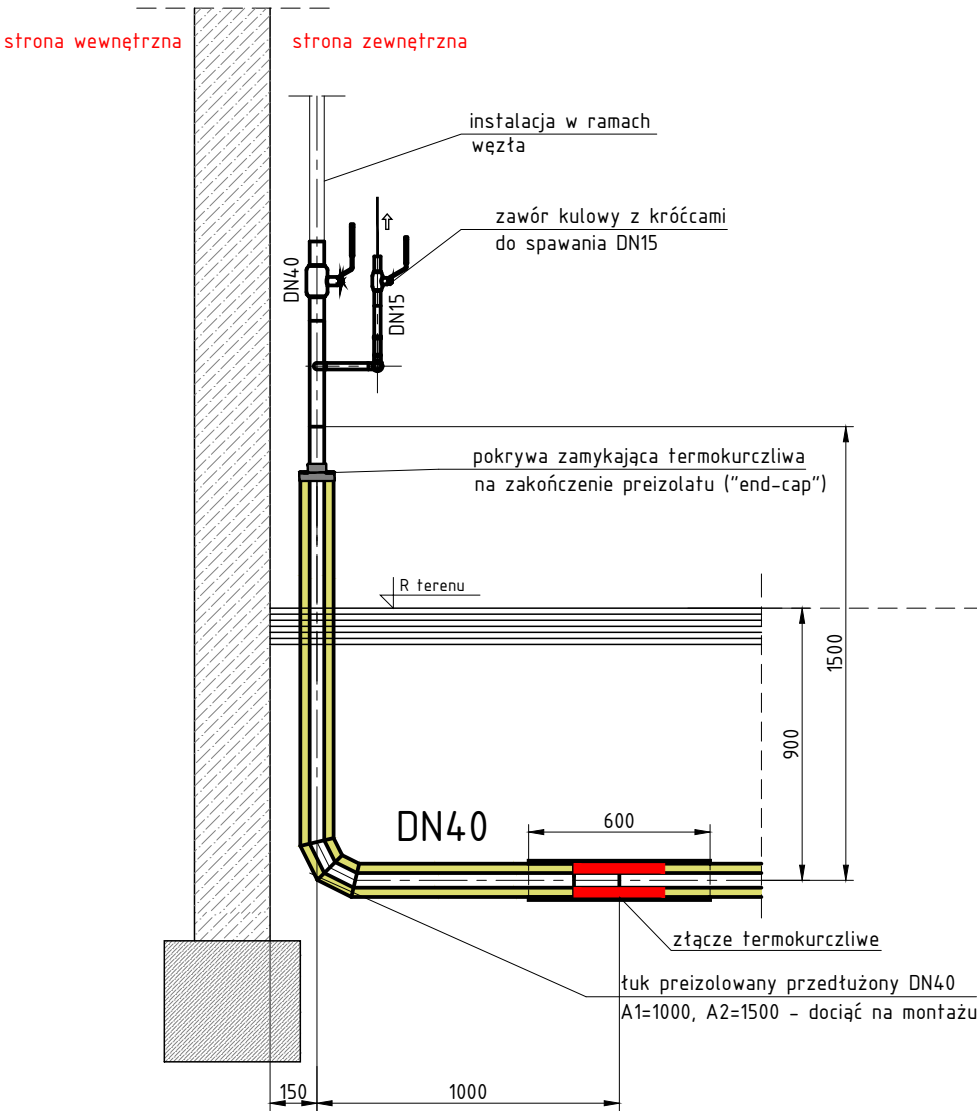 strona wewnętrzna
strona zewnętrzna
instalacja w ramach
węzła
zawór kulowy z króćcami
do spawania DN15
DN40
DN15
pokrywa zamykająca termokurczliwa
na zakończenie preizolatu ("end-cap")
R terenu
1500
900
DN40
600
złącze termokurczliwe
łuk preizolowany przedłużony DN40
A1=1000, A2=1500 - dociąć na montażu
150
1000